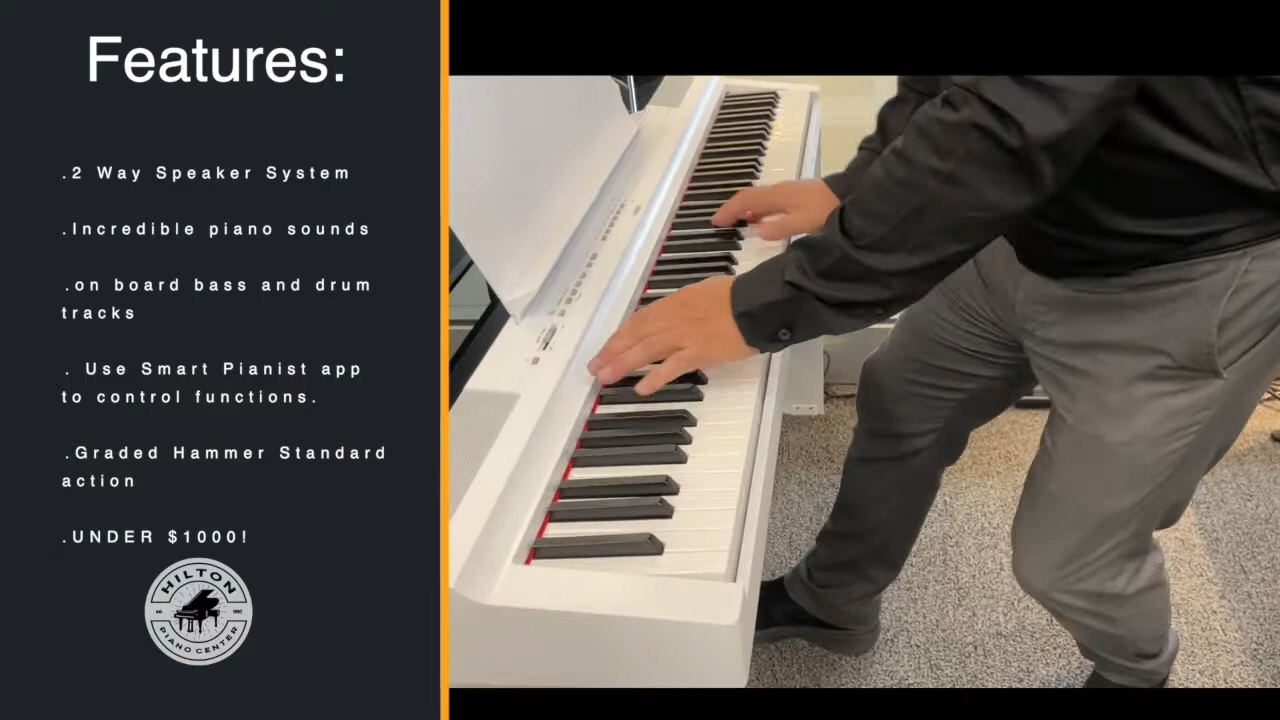 Features:
.2 Way Speaker System
.Incredible piano sounds
.on board bass and drum
tracks
. Use Smart Pianist app
to control functions.
.Graded Hammer Standard
action
.UNDER $1000!
HILTON
PIANO CENTER